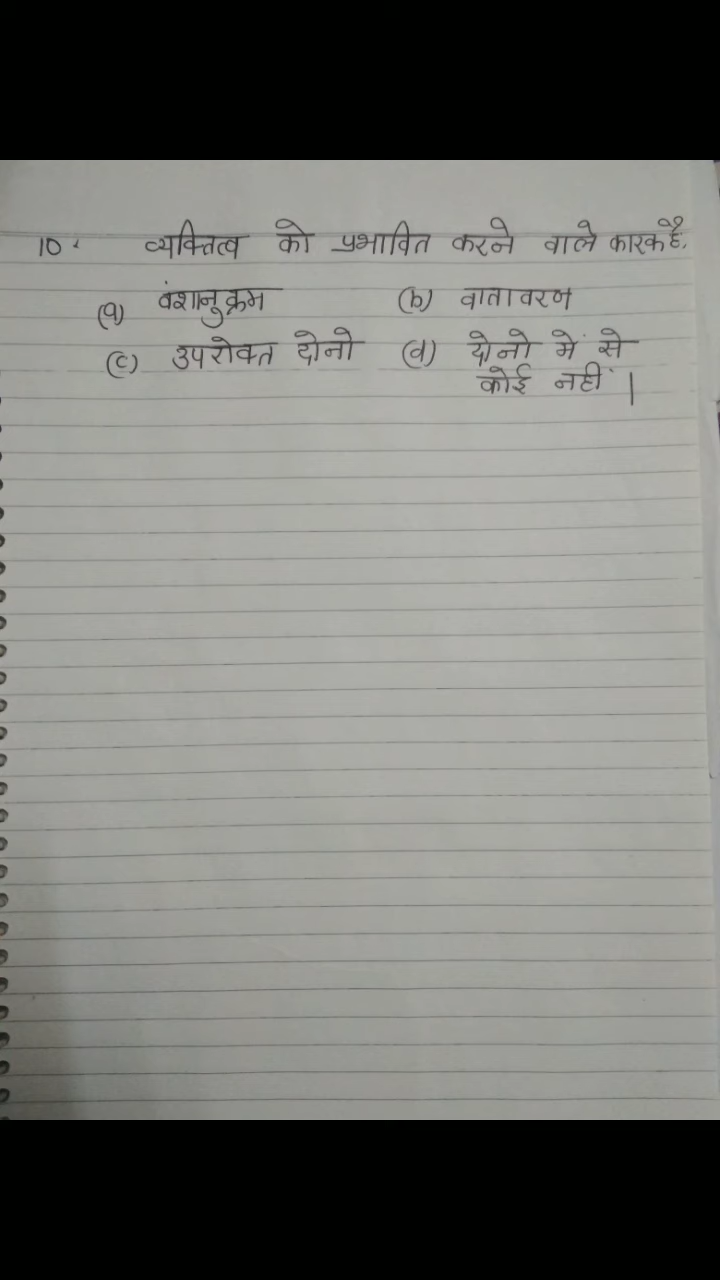 10. व्यक्तित्व को प्रभावित करने वाले कारक है.
(a) वंशानुक्रम (b) वातावरण
(c) उपरोक्त दोनो (d) दोनो में से
कोई नहीं |